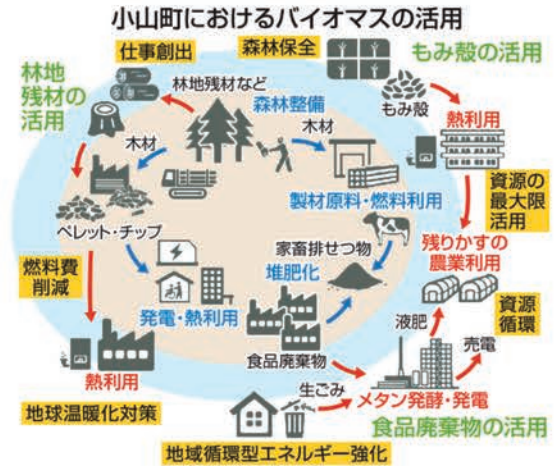 小山町におけるバイオマスの活用
仕事創出
森林保全
もみ殻の活用
林地
残材の
活用
林地残材など
もみ殻
森林整備
熱利用
木材
木材
製材原料・燃料利用
資源の
最大限
活用
ペレット・チップ
家畜排せつ物
残りかすの
農業利用
燃料費
削減
堆肥化
発電・熱利用
液肥
資源
循環
売電
食品廃棄物
熱利用
生ごみ
メタン発酵・発電
地球温暖化対策
食品廃棄物の活用
地域循環型エネルギー強化